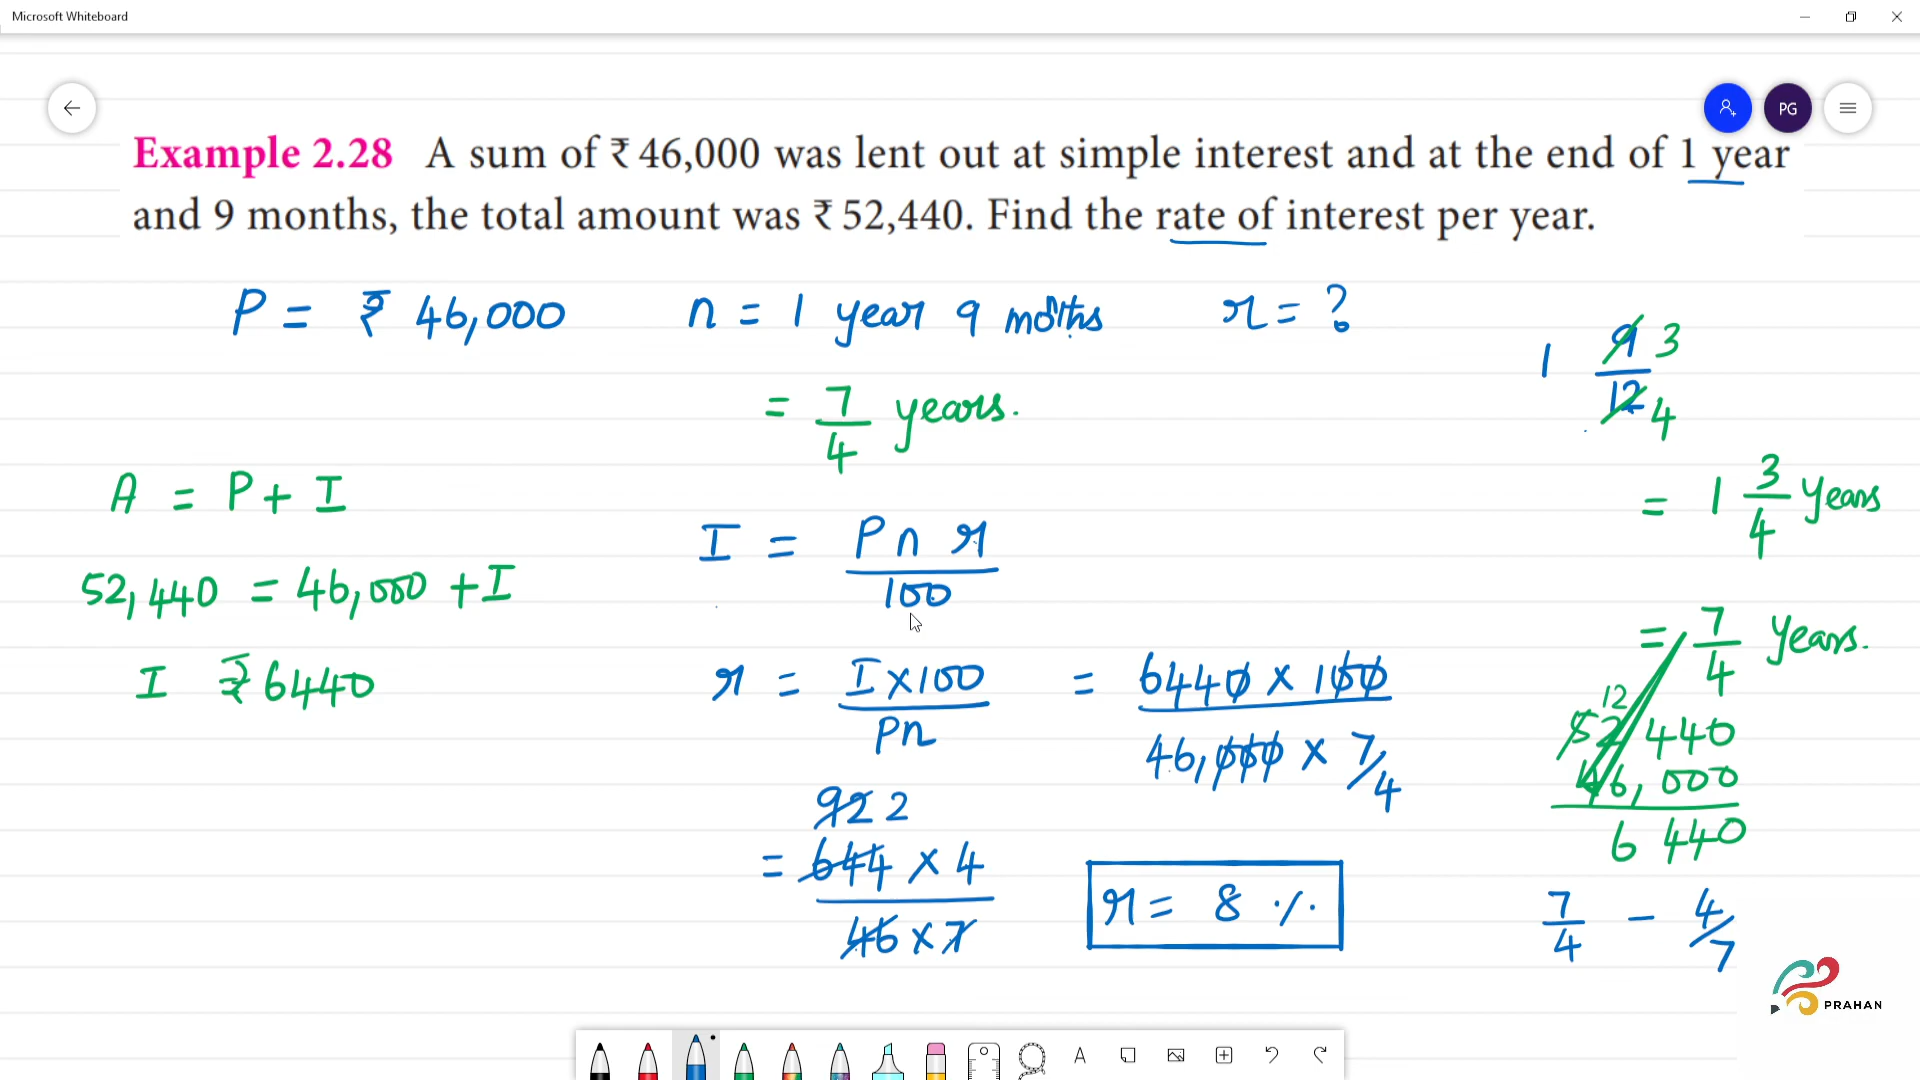 Microsoft Whiteboard
PG
Example 2.28 A sum of ₹ 46,000 was lent out at simple interest and at the end of 1 year
and 9 months, the total amount was ₹ 52,440. Find the rate of interest per year.
P = ₹ 46,000 n = 1 year 9 months r = ?
= 7/4 years.
1 9/12 3/4
= 1 3/4 years
= 7/4 years.
A = P + I
52,440 = 46,000 + I
I ₹ 6440
I = P n r / 100
r = I × 100 / Pn = 64400 × 100 / 46,000 × 7/4
92 2
= 644 × 4 / 46 × 7
r = 8 %
12
52,440
46,000
6 440
7/4 - 4/7
PRAHAN
A